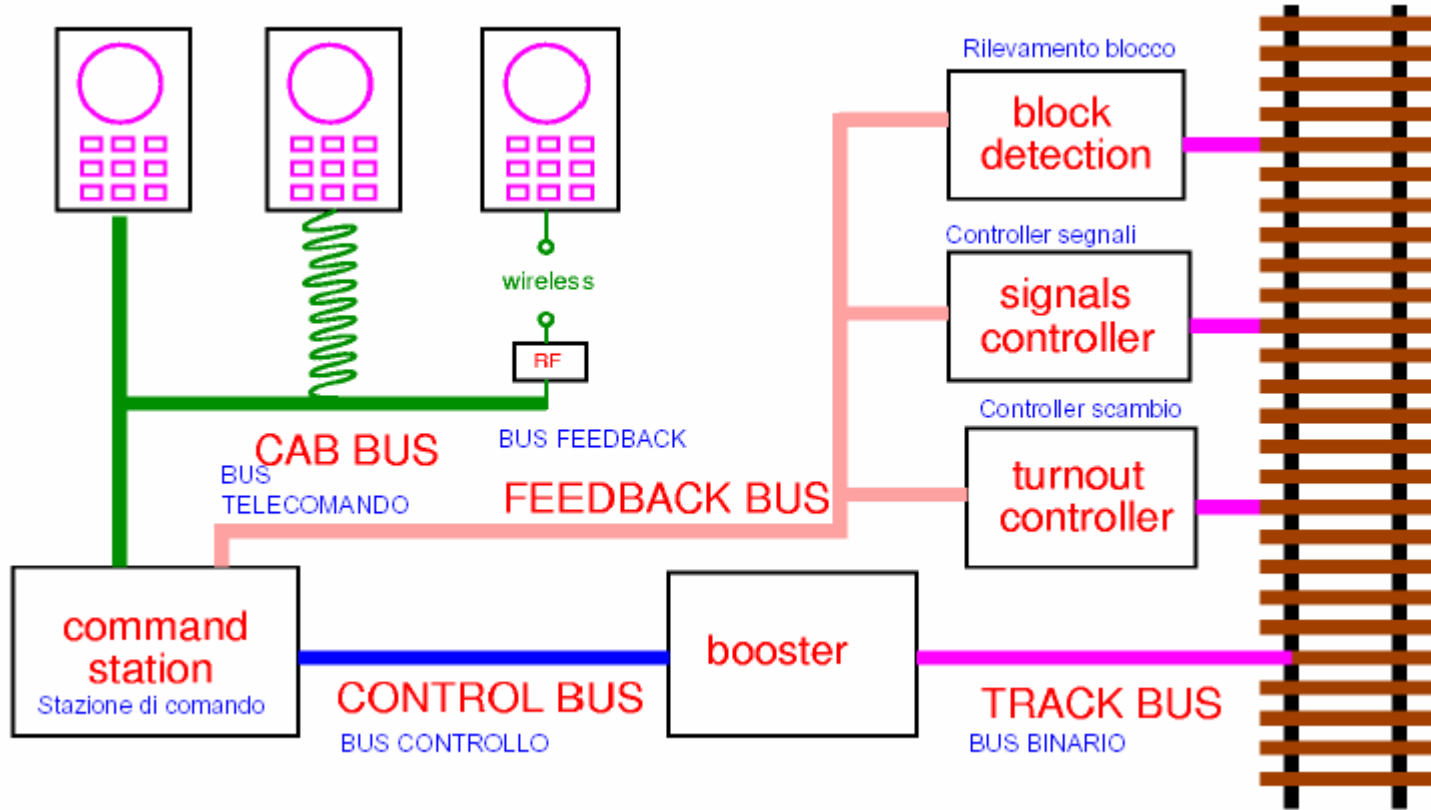 Rilevamento blocco
block
detection
Controller segnali
signals
controller
wireless
RF
Controller scambio
turnout
controller
CAB BUS
BUS
TELECOMANDO
BUS FEEDBACK
FEEDBACK BUS
command
station
Stazione di comando
CONTROL BUS
BUS CONTROLLO
booster
TRACK BUS
BUS BINARIO